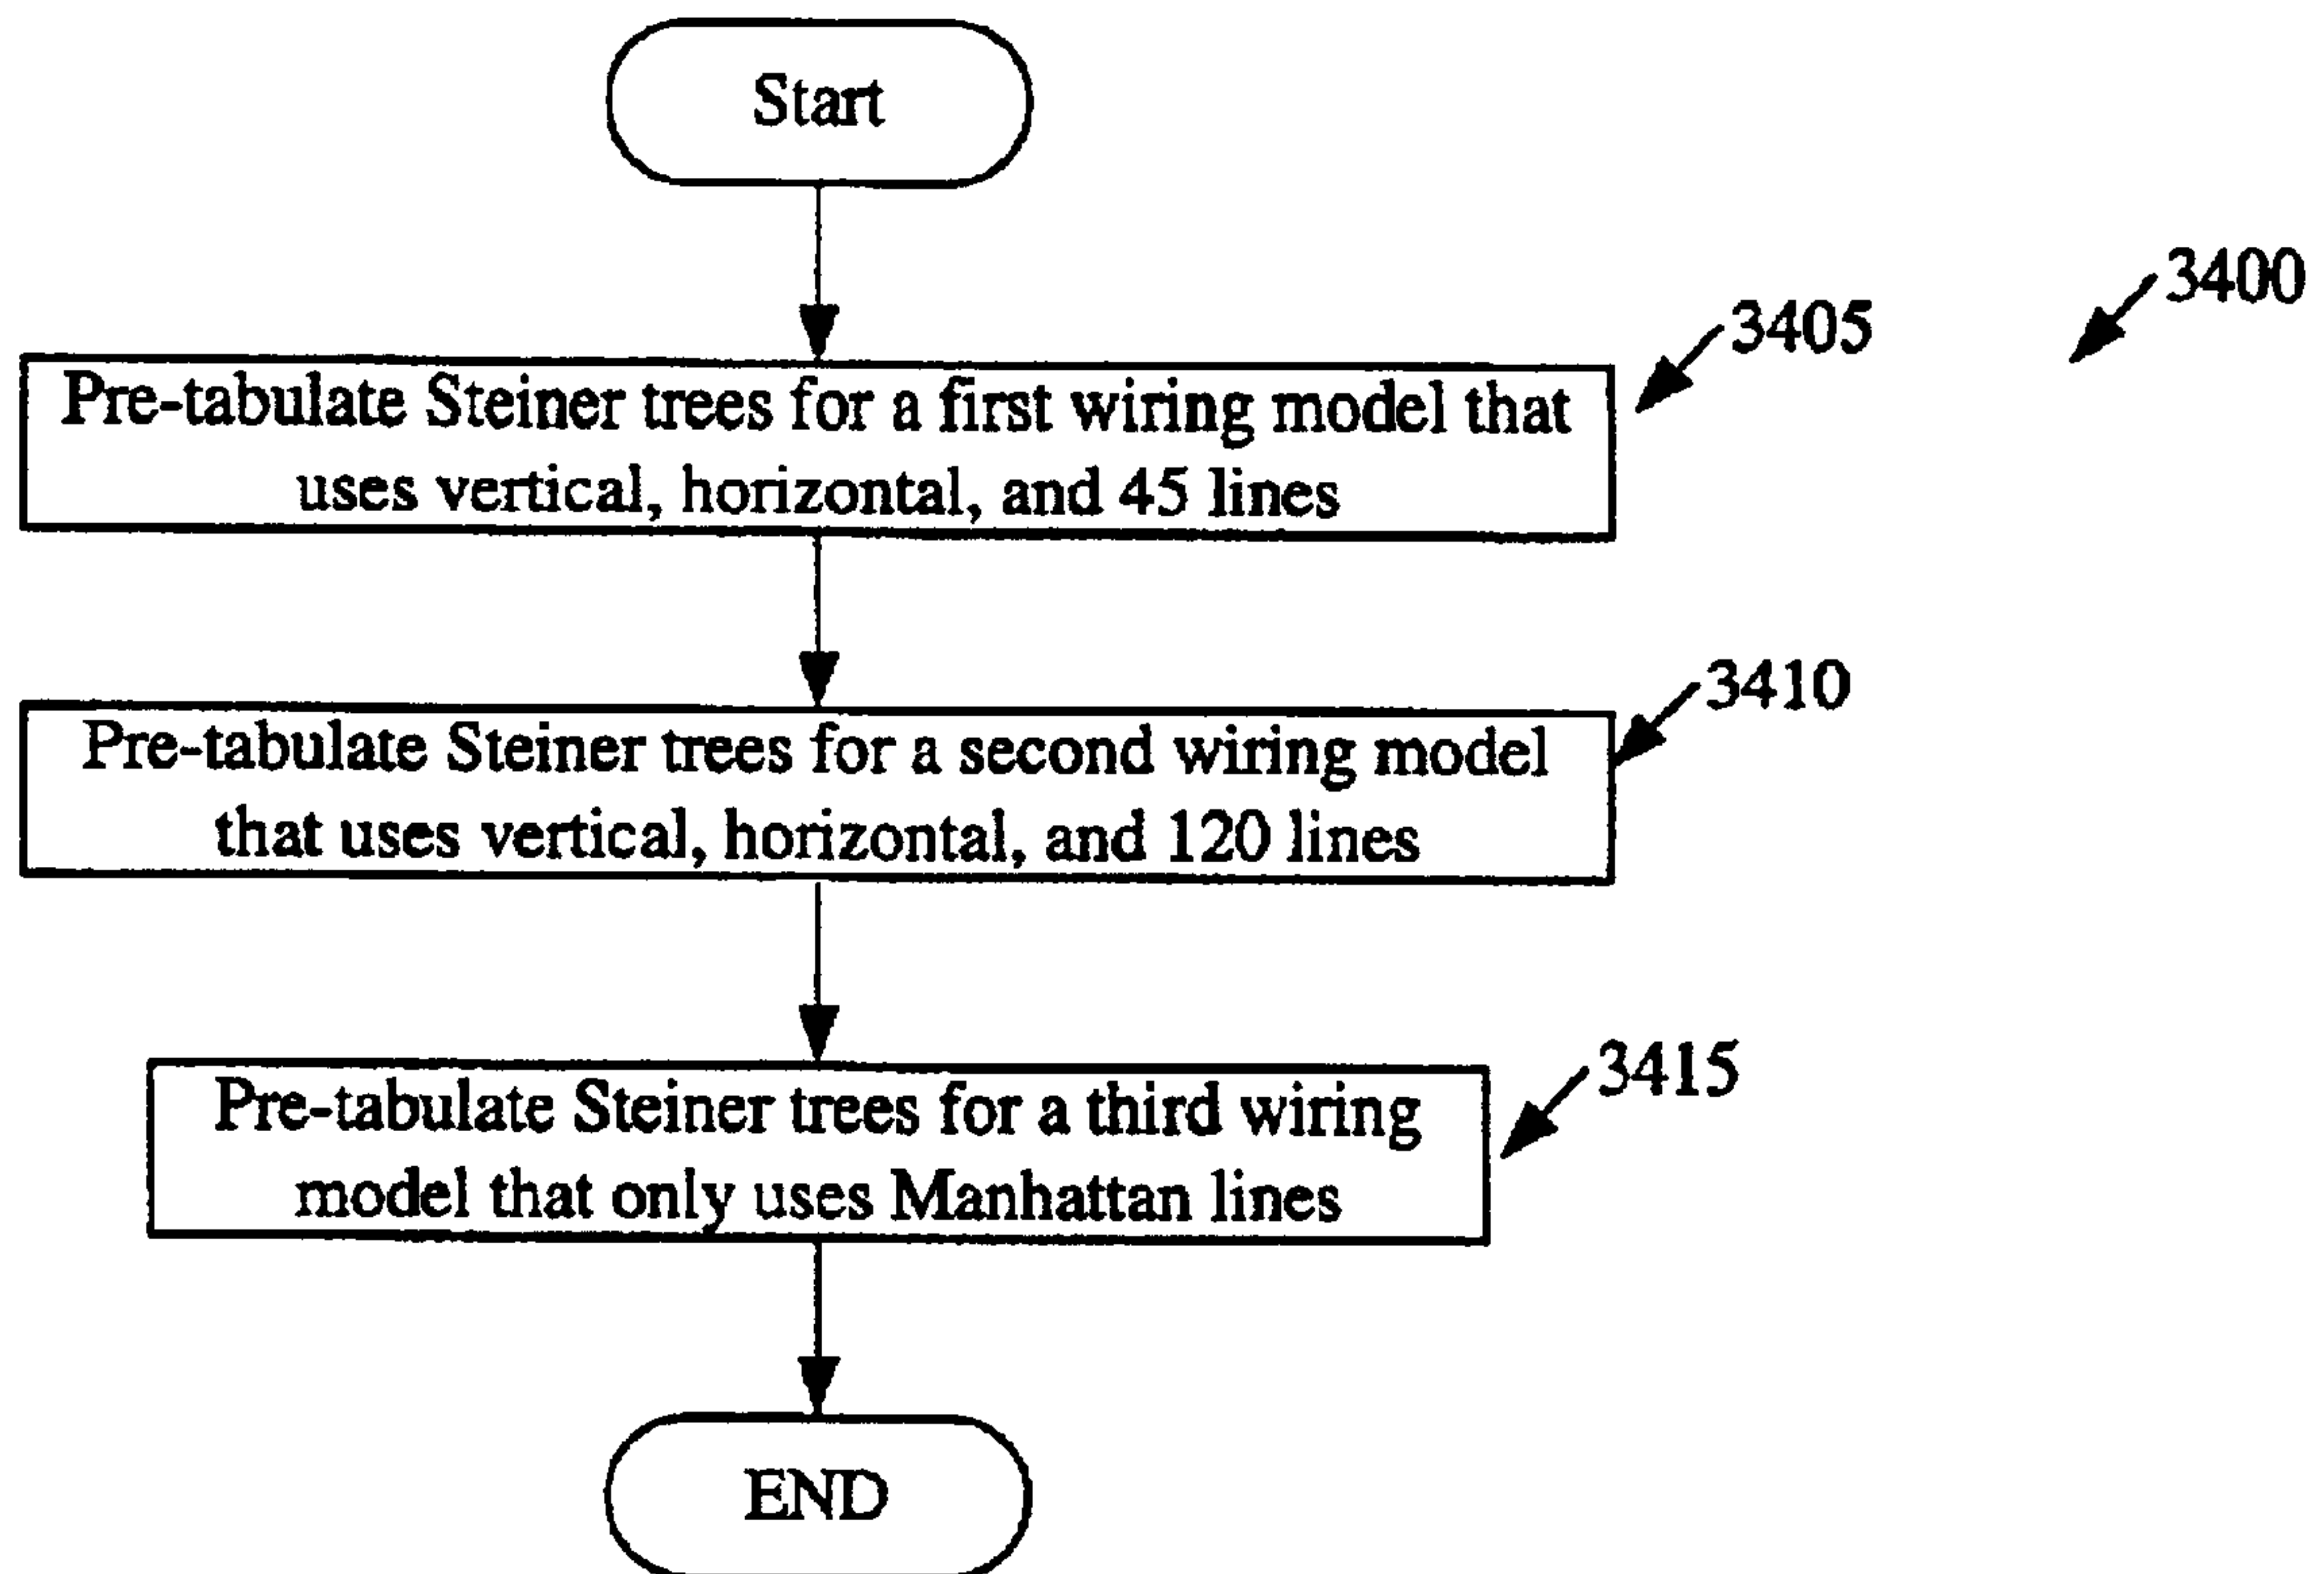 Start
3400
3405
Pre-tabulate Steiner trees for a first wiring model that
uses vertical, horizontal, and 45 lines
3410
Pre-tabulate Steiner trees for a second wiring model
that uses vertical, horizontal, and 120 lines
3415
Pre-tabulate Steiner trees for a third wiring
model that only uses Manhattan lines
END